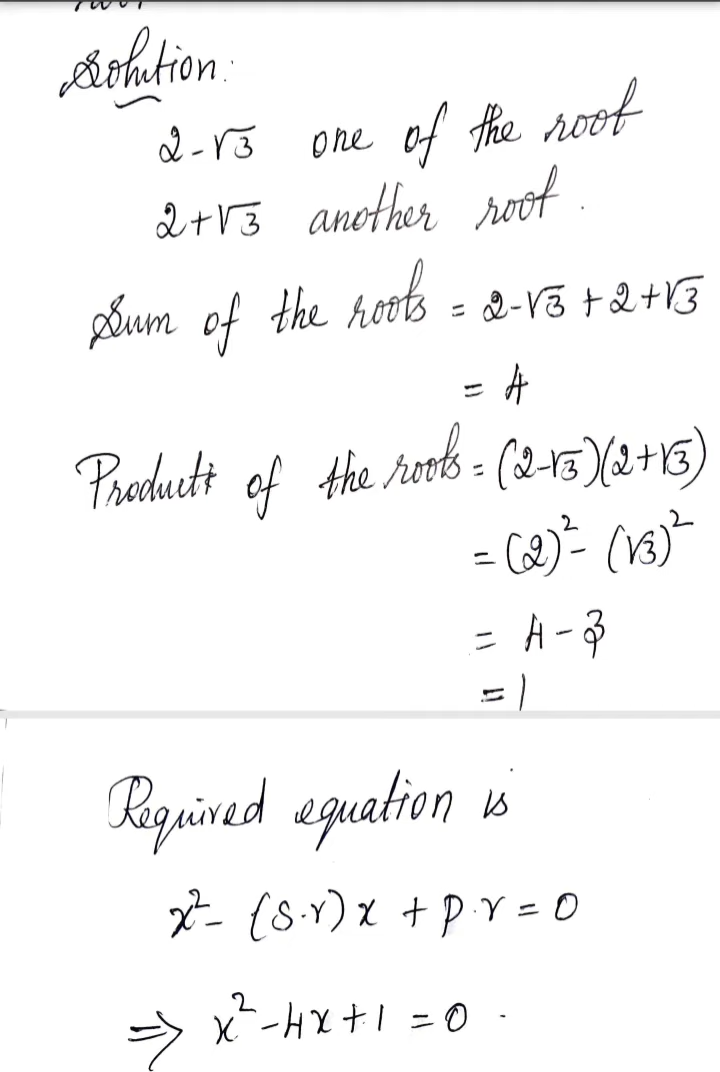 Solution:
2-√3 one of the root
2+√3 another root.
Sum of the roots = 2-√3 + 2+√3
= 4
Products of the roots = (2-√3)(2+√3)
= (2)² - (√3)²
= 4-3
= 1
Required equation is
x² - (S.r)x + p.r = 0
⇒ x² - 4x + 1 = 0.